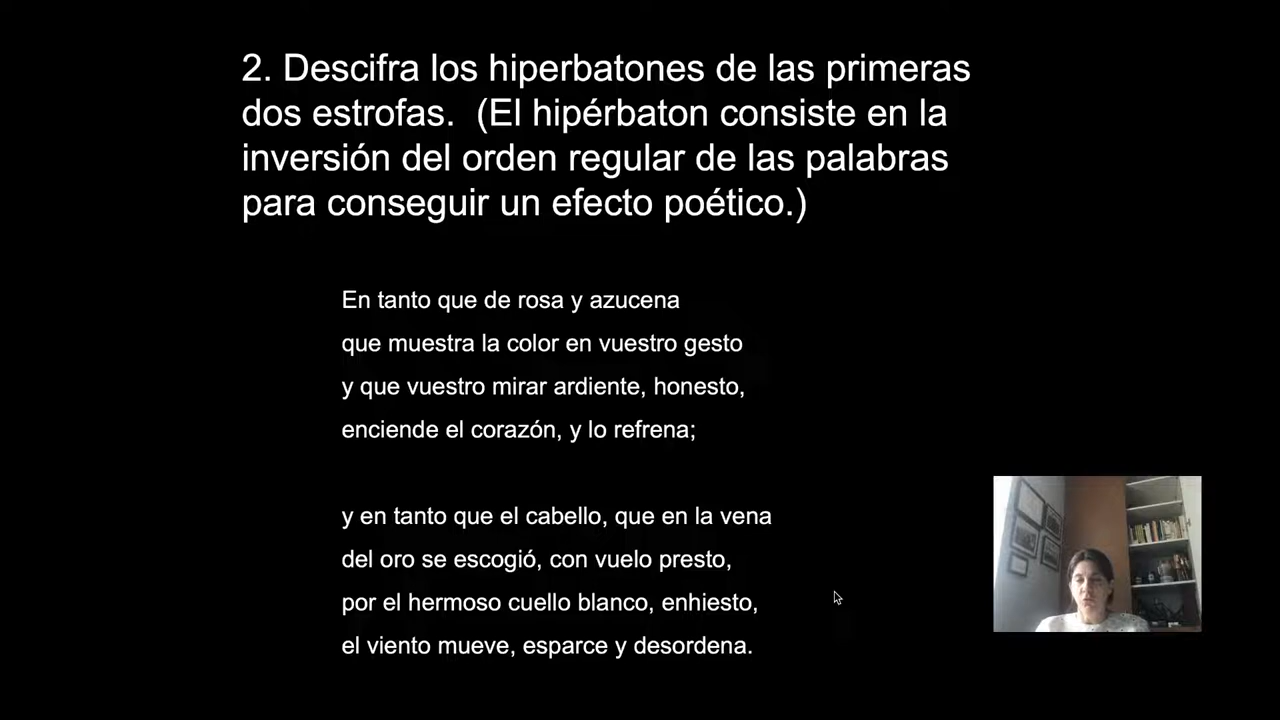 2. Descifra los hiperbatones de las primeras
dos estrofas.  (El hipérbaton consiste en la
inversión del orden regular de las palabras
para conseguir un efecto poético.)
En tanto que de rosa y azucena
que muestra la color en vuestro gesto
y que vuestro mirar ardiente, honesto,
enciende el corazón, y lo refrena;
y en tanto que el cabello, que en la vena
del oro se escogió, con vuelo presto,
por el hermoso cuello blanco, enhiesto,
el viento mueve, esparce y desordena.